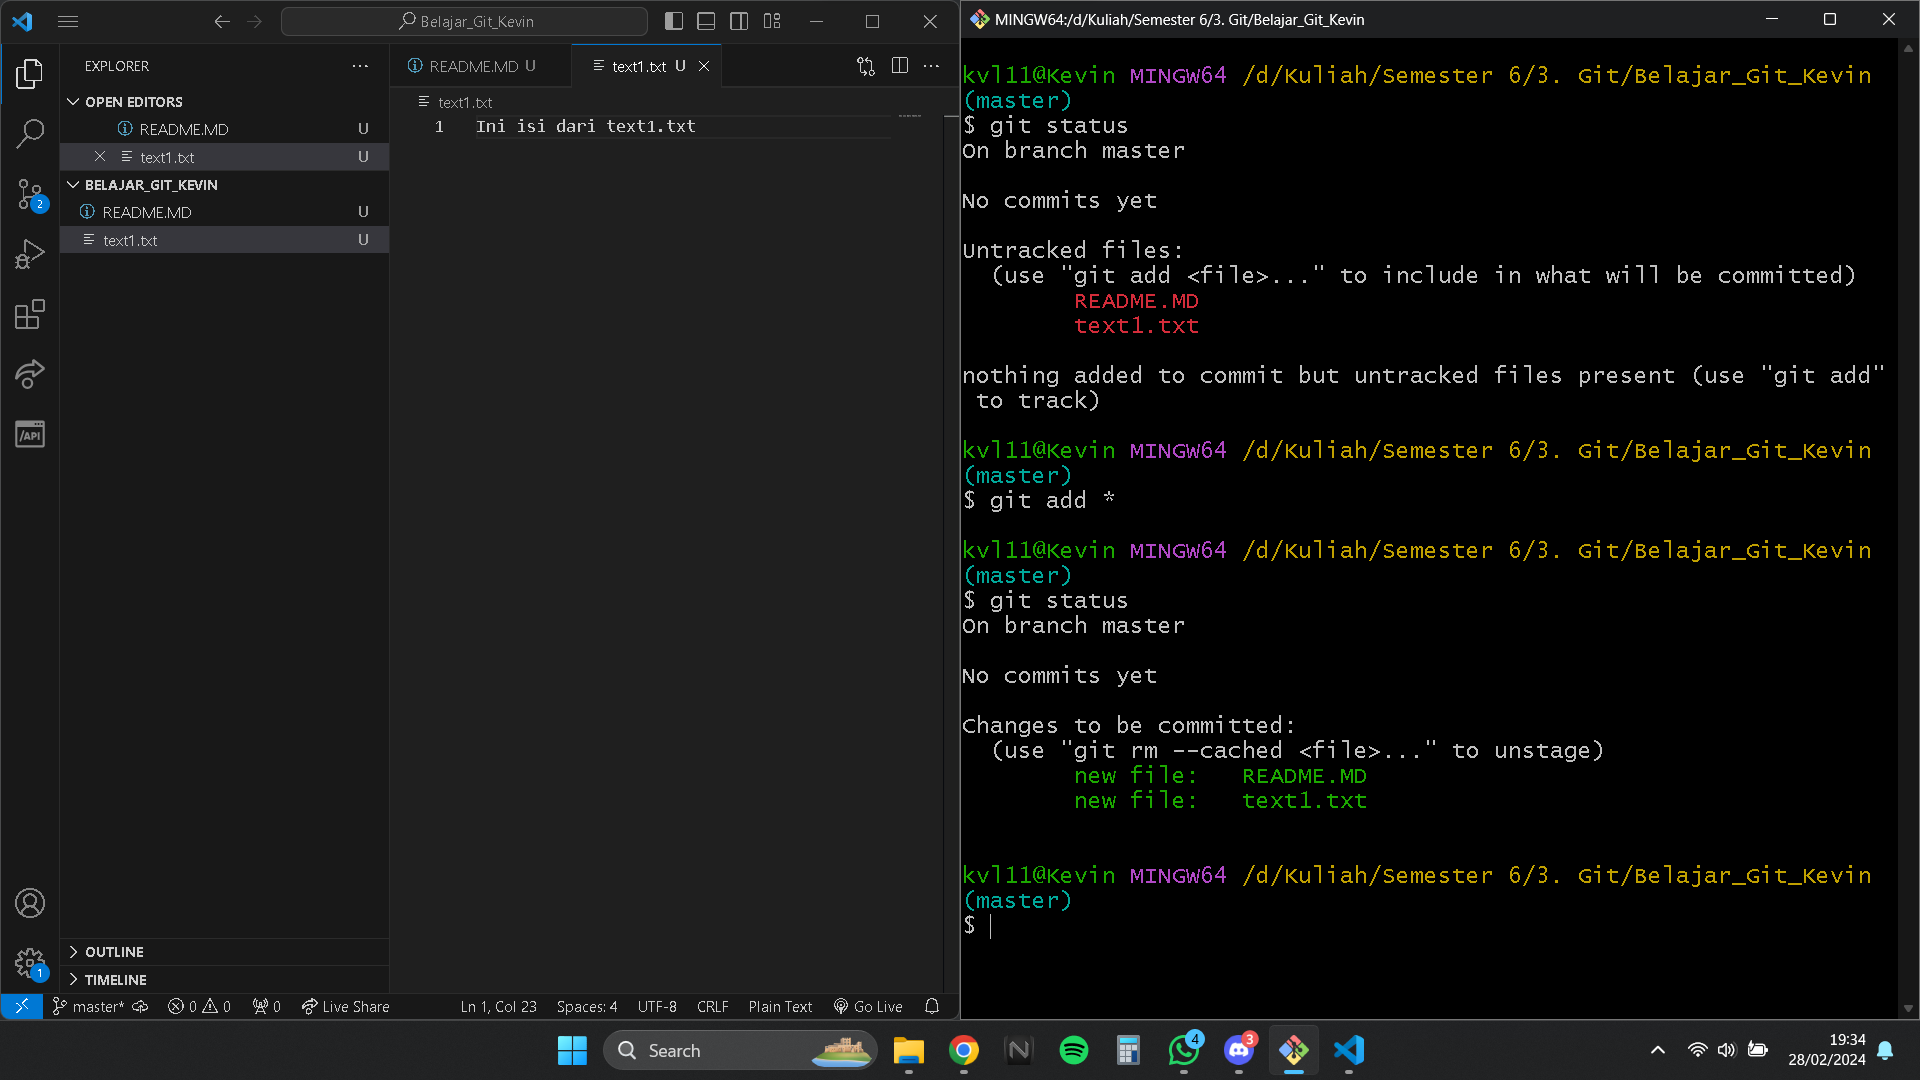 Belajar_Git_Kevin
EXPLORER
OPEN EDITORS
README.MD U
text1.txt U
BELAJAR_GIT_KEVIN
README.MD U
text1.txt U
2
/API
OUTLINE
1
TIMELINE
README.MD U
text1.txt U
text1.txt
1 Ini isi dari text1.txt
master* 0 0 0 Live Share Ln 1, Col 23 Spaces: 4 UTF-8 CRLF Plain Text Go Live
MINGW64:/d/Kuliah/Semester 6/3. Git/Belajar_Git_Kevin
kvl11@Kevin MINGW64 /d/Kuliah/Semester 6/3. Git/Belajar_Git_Kevin
(master)
$ git status
On branch master
No commits yet
Untracked files:
(use "git add <file>..." to include in what will be committed)
README.MD
text1.txt
nothing added to commit but untracked files present (use "git add"
to track)
kvl11@Kevin MINGW64 /d/Kuliah/Semester 6/3. Git/Belajar_Git_Kevin
(master)
$ git add *
kvl11@Kevin MINGW64 /d/Kuliah/Semester 6/3. Git/Belajar_Git_Kevin
(master)
$ git status
On branch master
No commits yet
Changes to be committed:
(use "git rm --cached <file>..." to unstage)
new file: README.MD
new file: text1.txt
kvl11@Kevin MINGW64 /d/Kuliah/Semester 6/3. Git/Belajar_Git_Kevin
(master)
$
Search
4
3
19:34
28/02/2024